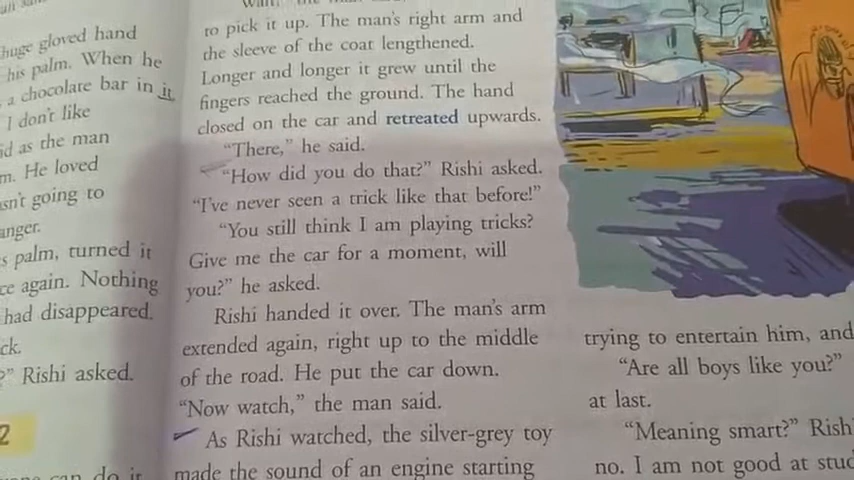 huge gloved hand
his palm. When he
a chocolate bar in it
I don't like
as the man
He loved
going to
palm, turned it
again. Nothing
had disappeared.
Rishi asked.
2
can do it
to pick it up. The man's right arm and
the sleeve of the coat lengthened.
Longer and longer it grew until the
fingers reached the ground. The hand
closed on the car and retreated upwards.
"There," he said.
"How did you do that?" Rishi asked.
"I've never seen a trick like that before!"
"You still think I am playing tricks?
Give me the car for a moment, will
you?" he asked.
Rishi handed it over. The man's arm
extended again, right up to the middle
of the road. He put the car down.
"Now watch," the man said.
As Rishi watched, the silver-grey toy
made the sound of an engine starting
trying to entertain him, and
"Are all boys like you?"
at last.
"Meaning smart?" Rish
no. I am not good at stud